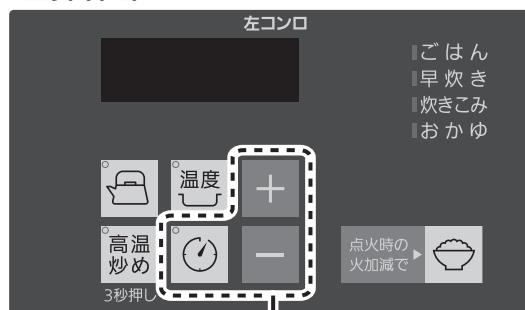 左コンロ
ごはん
早炊き
炊きこみ
おかゆ
温度
＋
高温
炒め
－
点火時の
火加減で
3秒押し